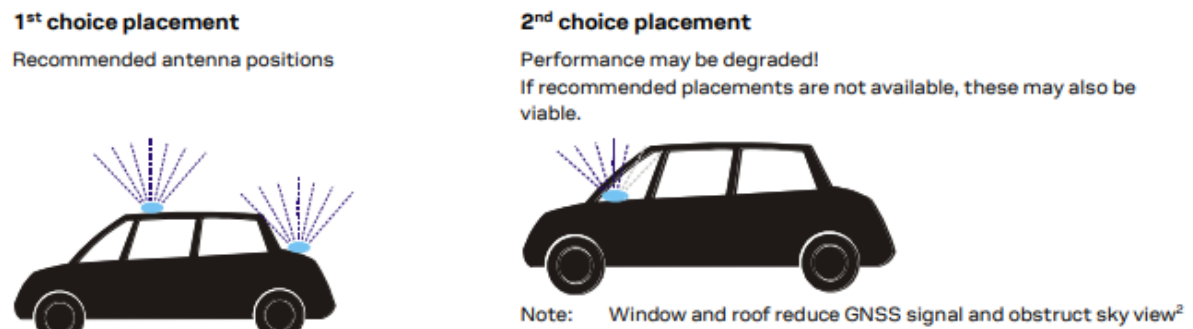 1st choice placement
Recommended antenna positions
2nd choice placement
Performance may be degraded!
If recommended placements are not available, these may also be
viable.
Note: Window and roof reduce GNSS signal and obstruct sky view2